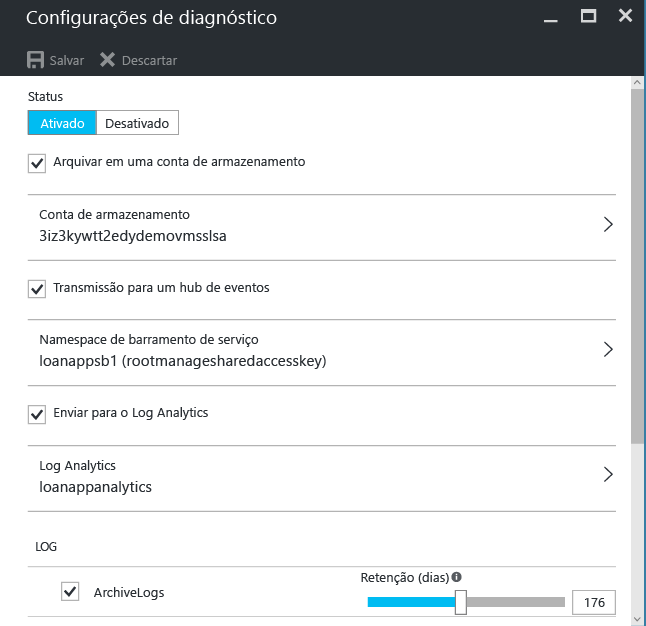 Configurações de diagnóstico
Salvar Descartar
Status
Ativado Desativado
Arquivar em uma conta de armazenamento
Conta de armazenamento
3iz3kywtt2edydemovmsslsa
Transmissão para um hub de eventos
Namespace de barramento de serviço
loanappsb1 (rootmanagesharedaccesskey)
Enviar para o Log Analytics
Log Analytics
loanappanalytics
LOG
Retenção (dias)
ArchiveLogs
176